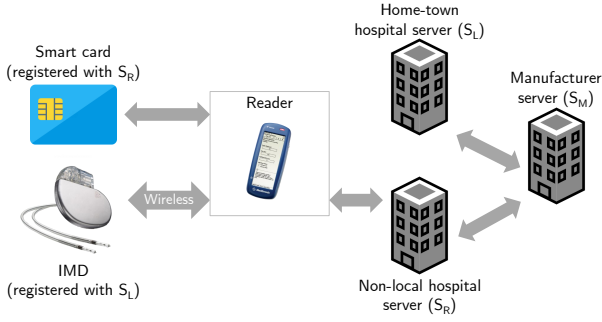 Home-town
hospital server (S_L)
Smart card
(registered with S_R)
Reader
Manufacturer
server (S_M)
Wireless
IMD
(registered with S_L)
Non-local hospital
server (S_R)